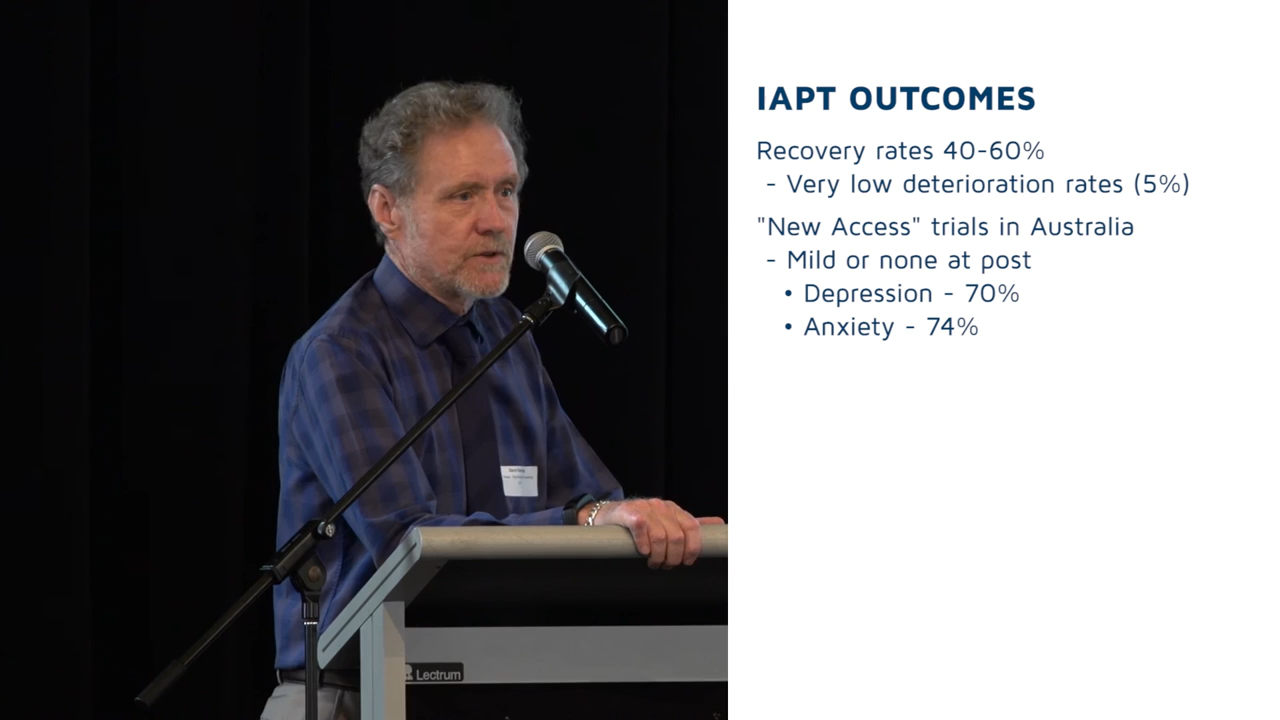 IAPT OUTCOMES
Recovery rates 40-60%
- Very low deterioration rates (5%)
"New Access" trials in Australia
- Mild or none at post
• Depression - 70%
• Anxiety - 74%
Lectrum